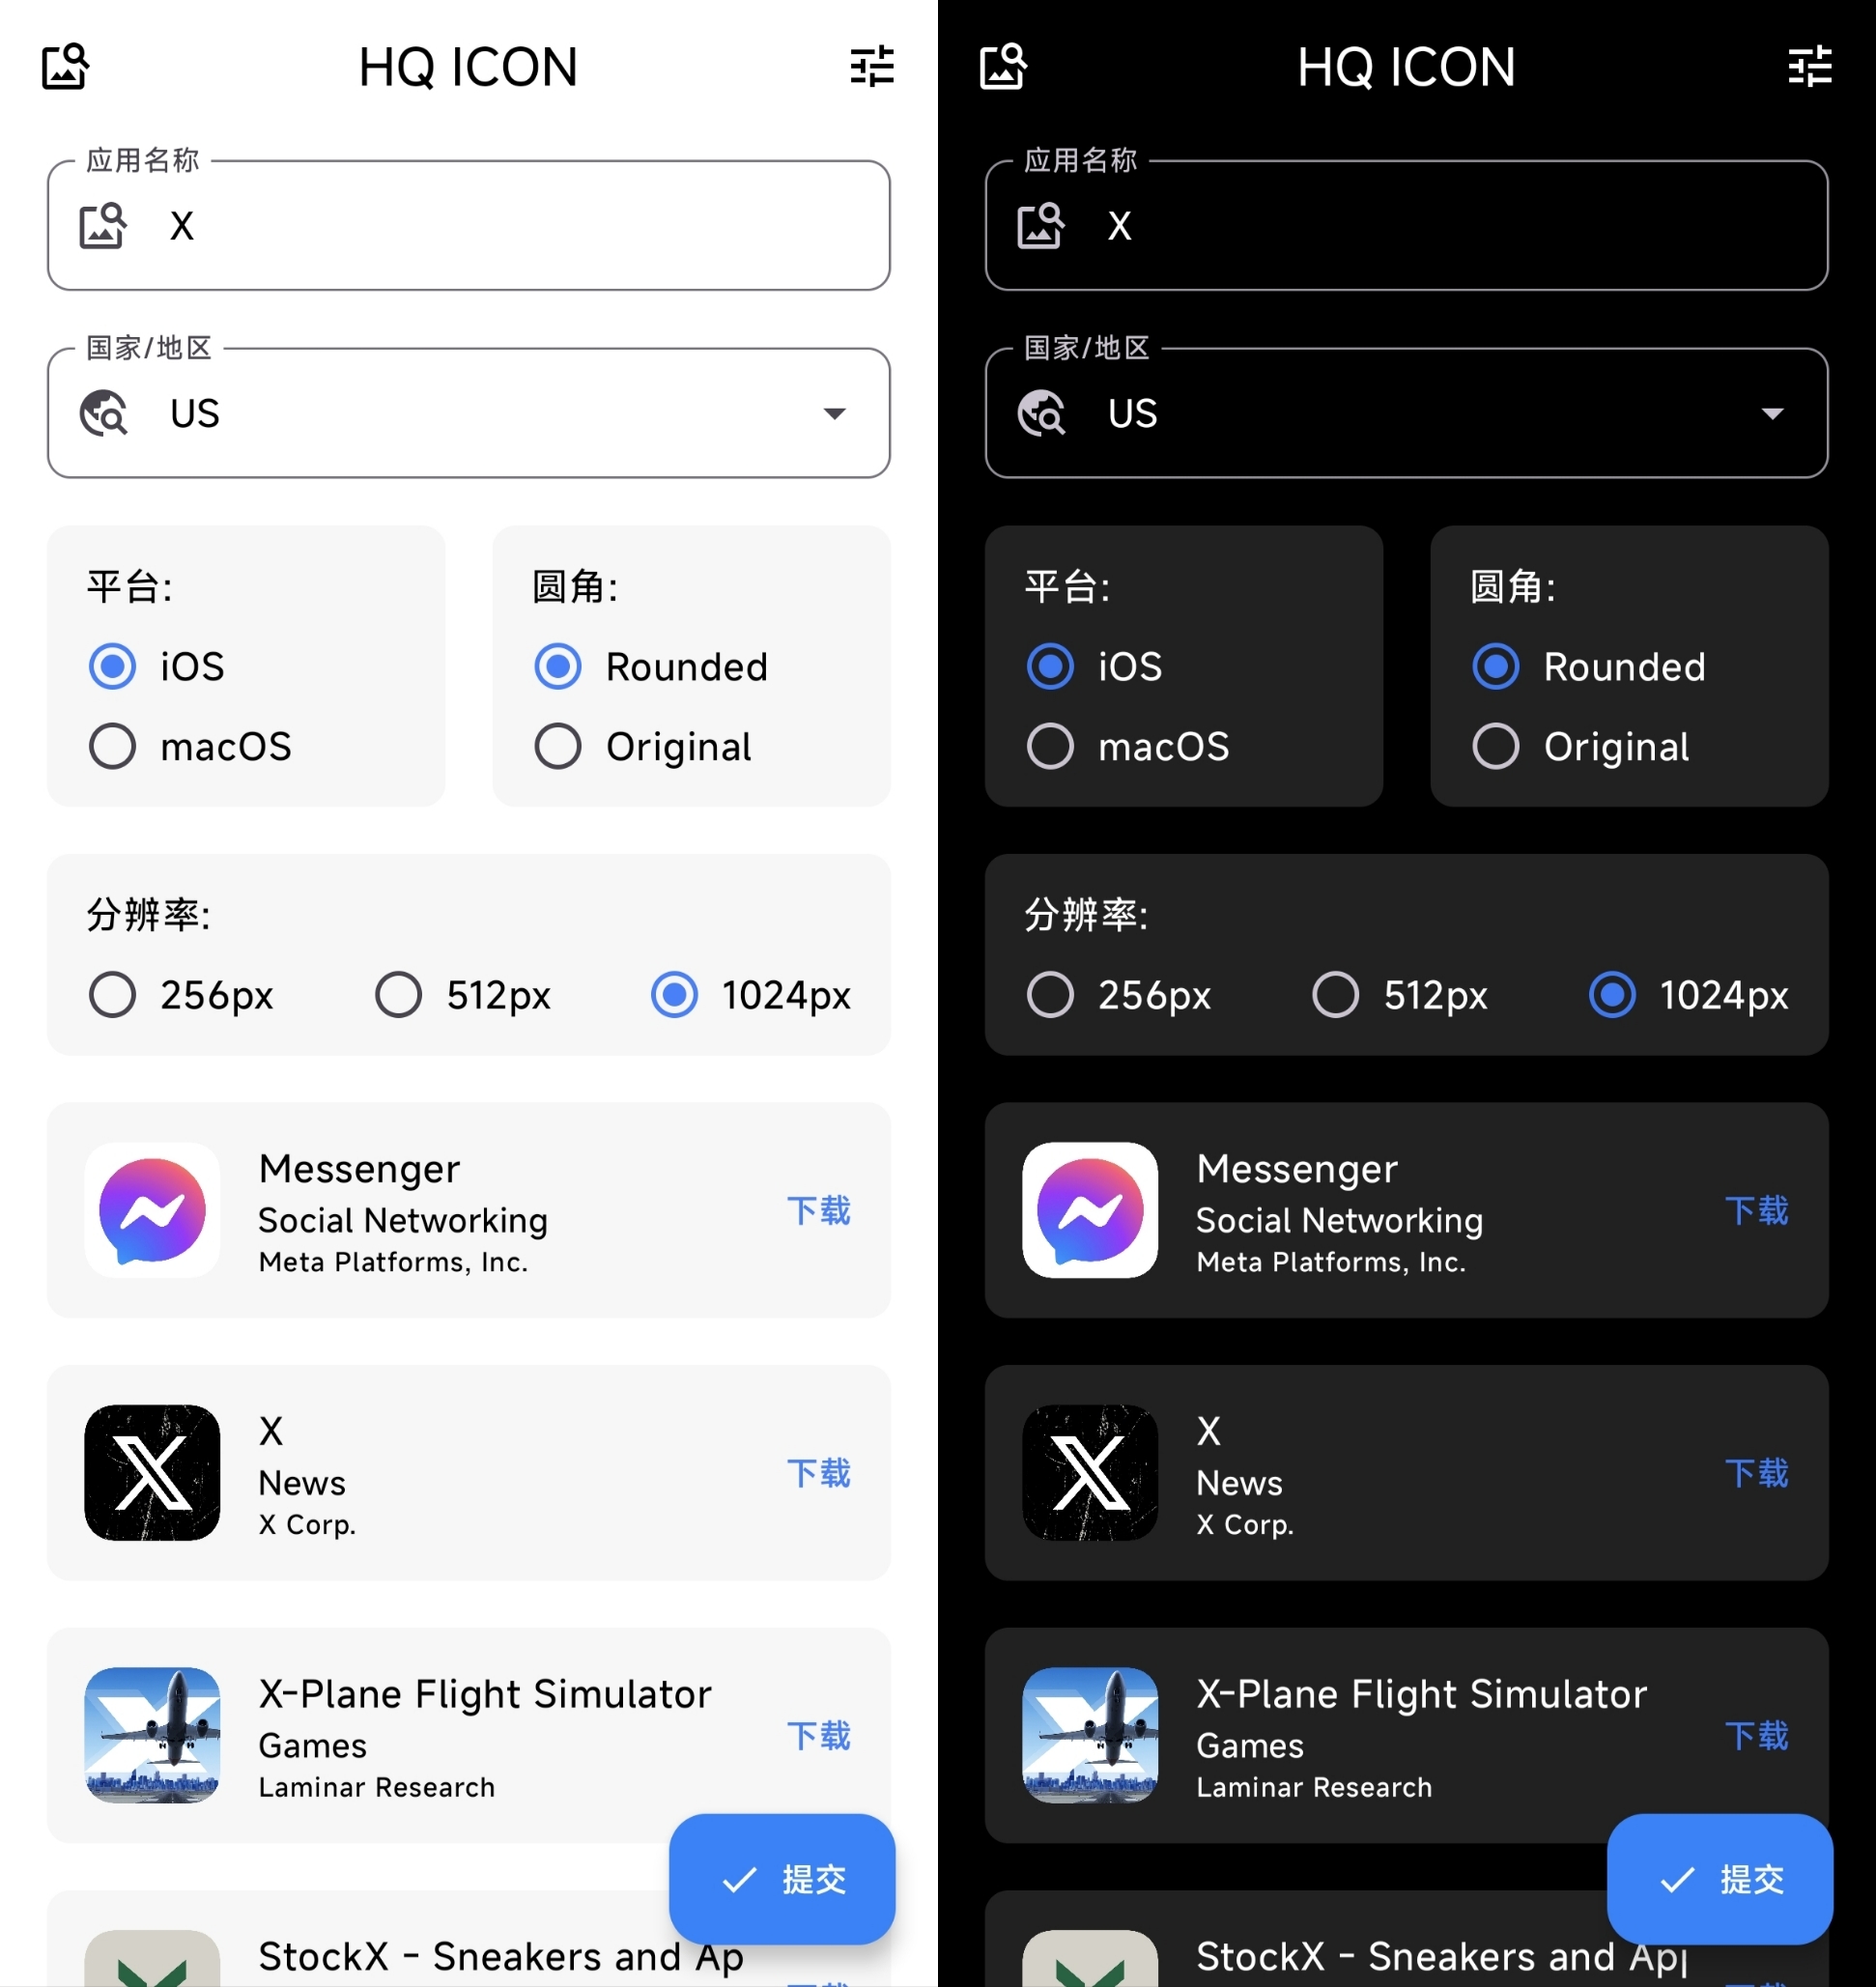 HQ ICON
应用名称
X
国家/地区
US
平台:
iOS
macOS
圆角:
Rounded
Original
分辨率:
256px
512px
1024px
Messenger
Social Networking
Meta Platforms, Inc.
下载
X
News
X Corp.
下载
X-Plane Flight Simulator
Games
Laminar Research
下载
提交
StockX - Sneakers and Ap
HQ ICON
应用名称
X
国家/地区
US
平台:
iOS
macOS
圆角:
Rounded
Original
分辨率:
256px
512px
1024px
Messenger
Social Networking
Meta Platforms, Inc.
下载
X
News
X Corp.
下载
X-Plane Flight Simulator
Games
Laminar Research
下载
提交
StockX - Sneakers and Ap